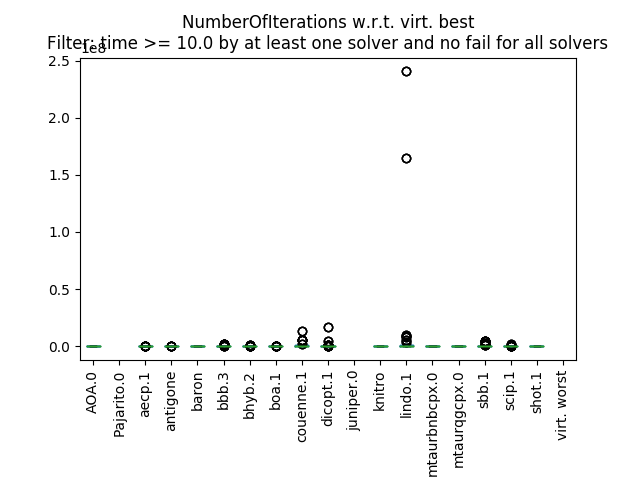 NumberOfIterations w.r.t. virt. best
Filter: time >= 10.0 by at least one solver and no fail for all solvers
1e8
2.5
2.0
1.5
1.0
0.5
0.0
AOA.0
Pajarito.0
aecp.1
antigone
baron
bbb.3
bhyb.2
boa.1
couenne.1
dicopt.1
juniper.0
knitro
lindo.1
mtaurbnbcpx.0
mtaurqgcpx.0
sbb.1
scip.1
shot.1
virt. worst